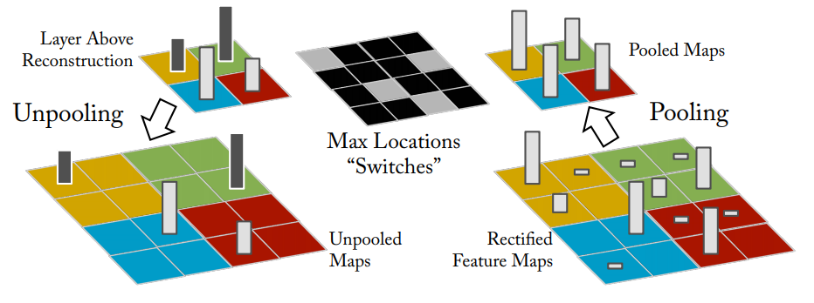 Layer Above
Reconstruction
Pooled Maps
Unpooling
Pooling
Max Locations
“Switches”
Unpooled
Maps
Rectified
Feature Maps